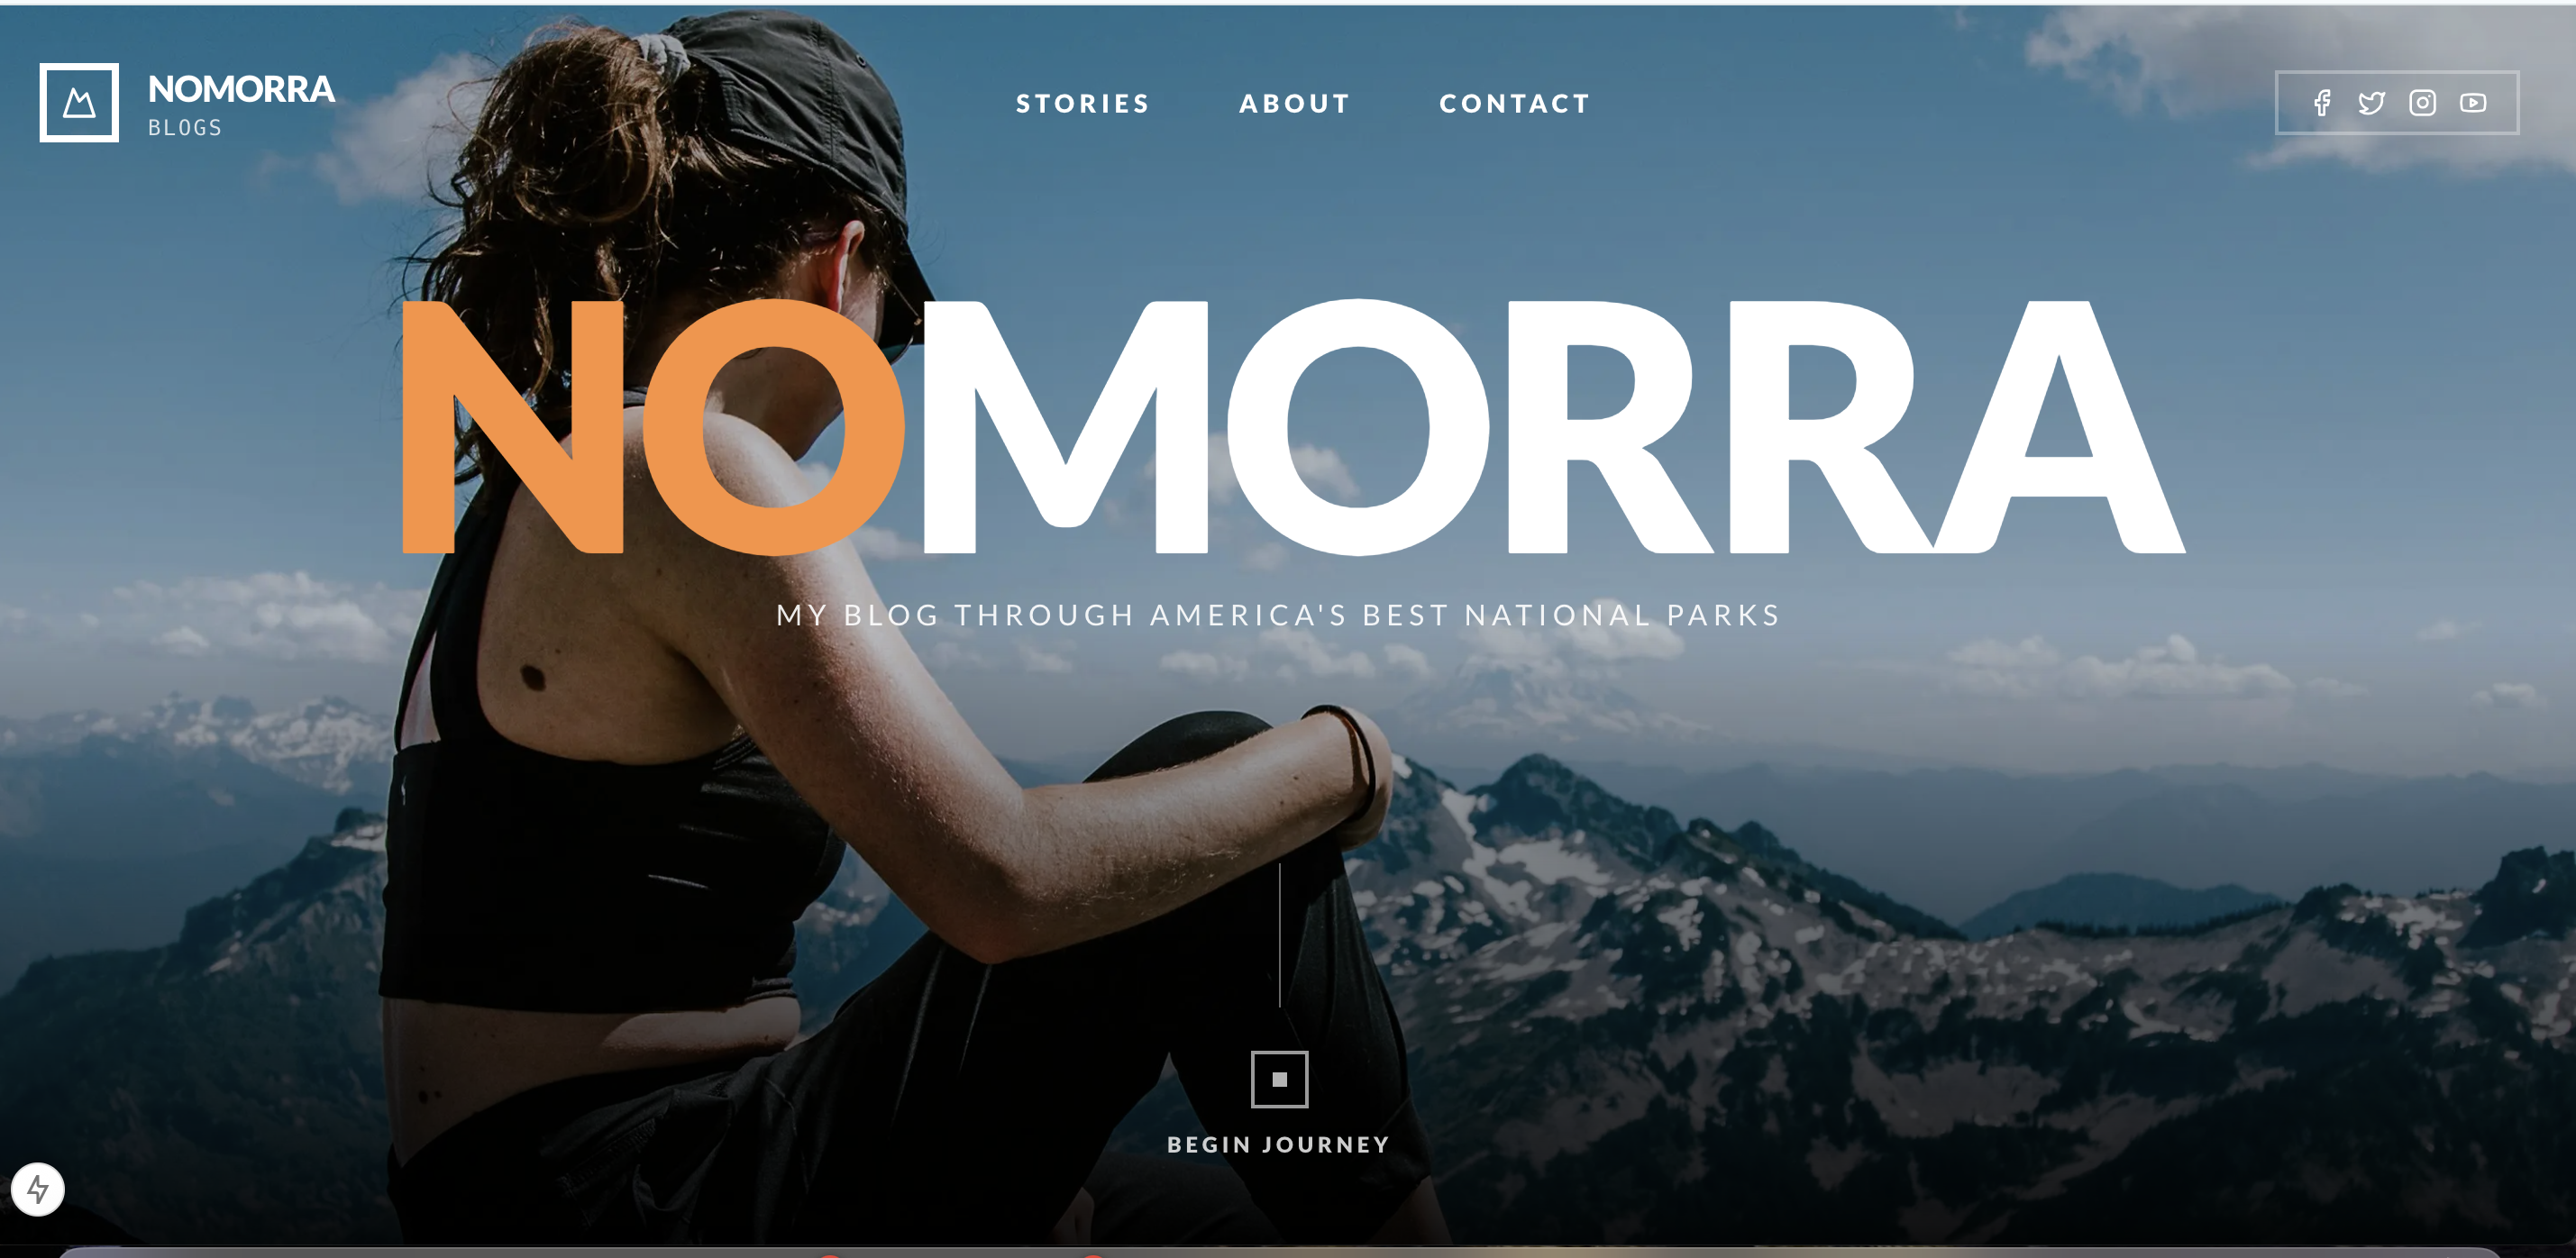 NOMORRA
BLOGS
STORIES ABOUT CONTACT
NOMORRA
MY BLOG THROUGH AMERICA'S BEST NATIONAL PARKS
BEGIN JOURNEY